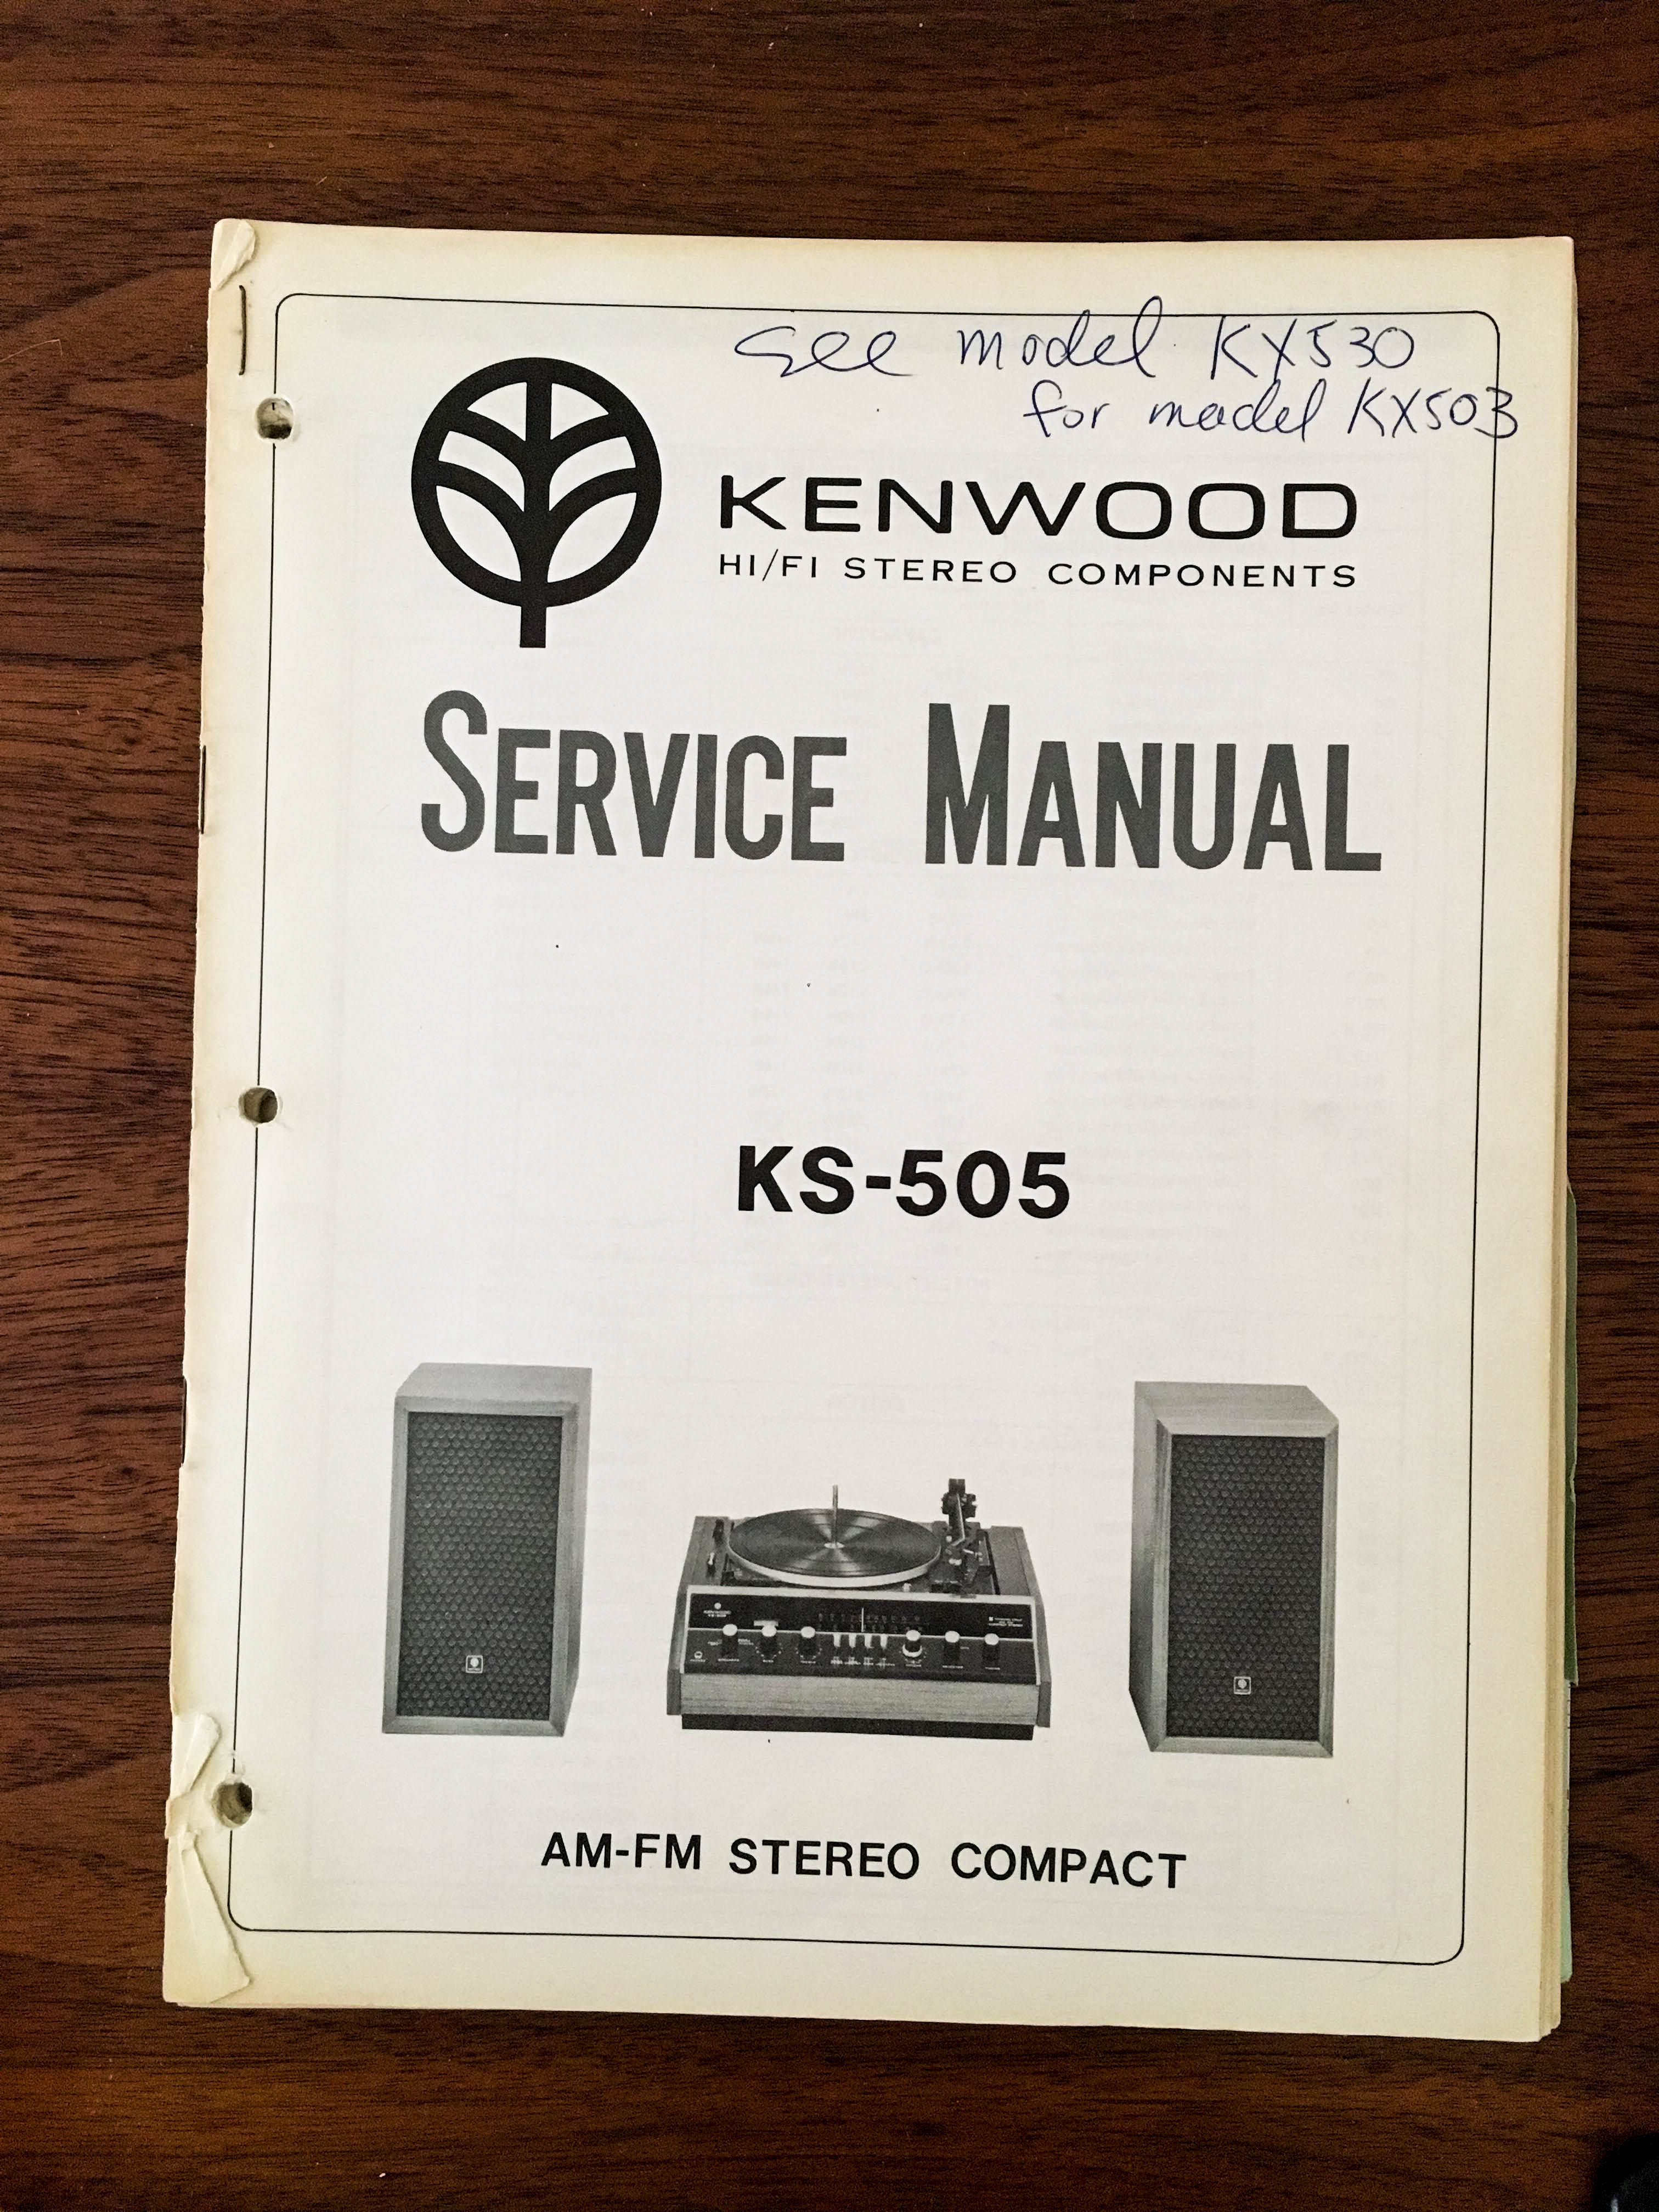 See model KX530
for model KX503
KENWOOD
HI/FI STEREO COMPONENTS
SERVICE MANUAL
KS-505
AM-FM STEREO COMPACT